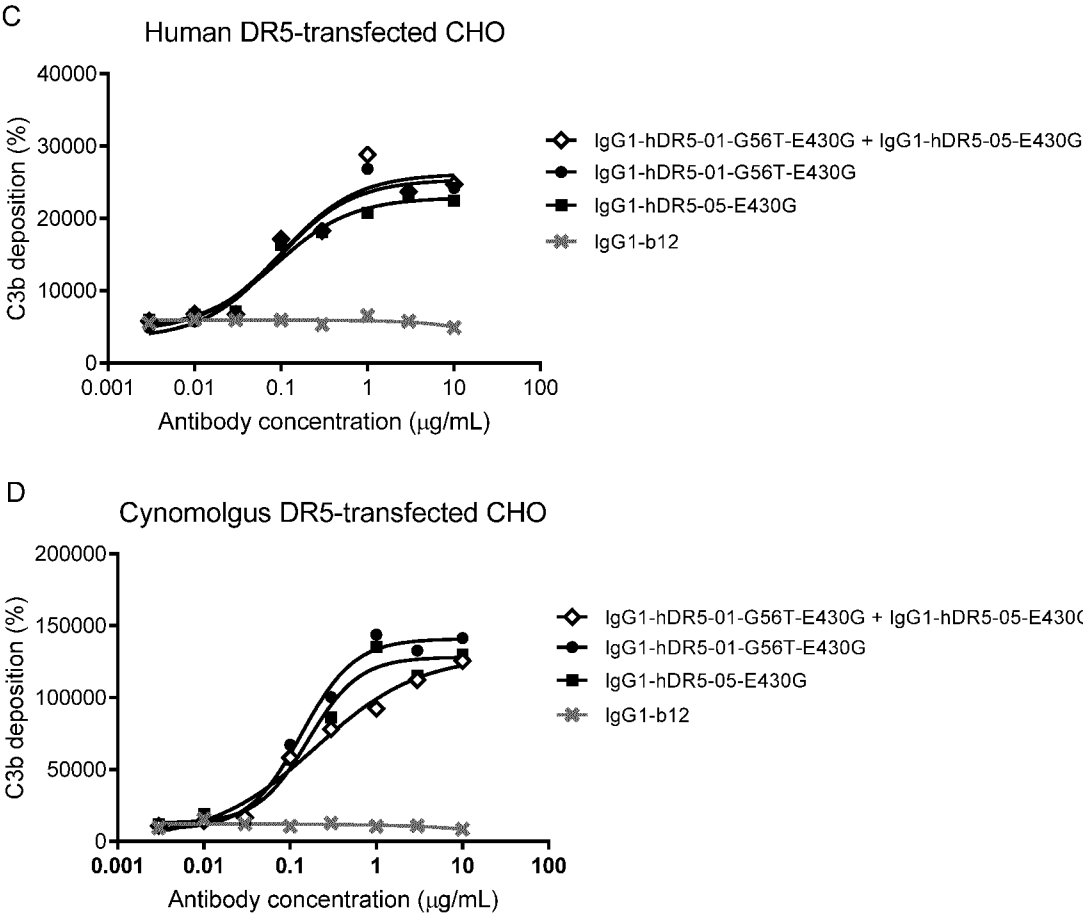 C
Human DR5-transfected CHO
40000
30000
20000
10000
0
C3b deposition (%)
0.001 0.01 0.1 1 10 100
Antibody concentration (μg/mL)
IgG1-hDR5-01-G56T-E430G + IgG1-hDR5-05-E430G
IgG1-hDR5-01-G56T-E430G
IgG1-hDR5-05-E430G
IgG1-b12
D
Cynomolgus DR5-transfected CHO
200000
150000
100000
50000
0
C3b deposition (%)
0.001 0.01 0.1 1 10 100
Antibody concentration (μg/mL)
IgG1-hDR5-01-G56T-E430G + IgG1-hDR5-05-E430G
IgG1-hDR5-01-G56T-E430G
IgG1-hDR5-05-E430G
IgG1-b12